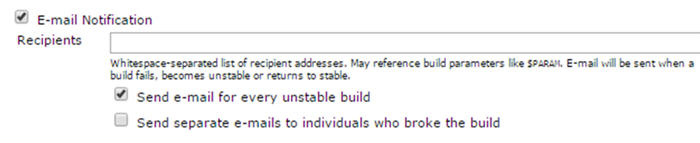 E-mail Notification
Recipients
Whitespace-separated list of recipient addresses. May reference build parameters like $PARAM. E-mail will be sent when a
build fails, becomes unstable or returns to stable.
Send e-mail for every unstable build
Send separate e-mails to individuals who broke the build